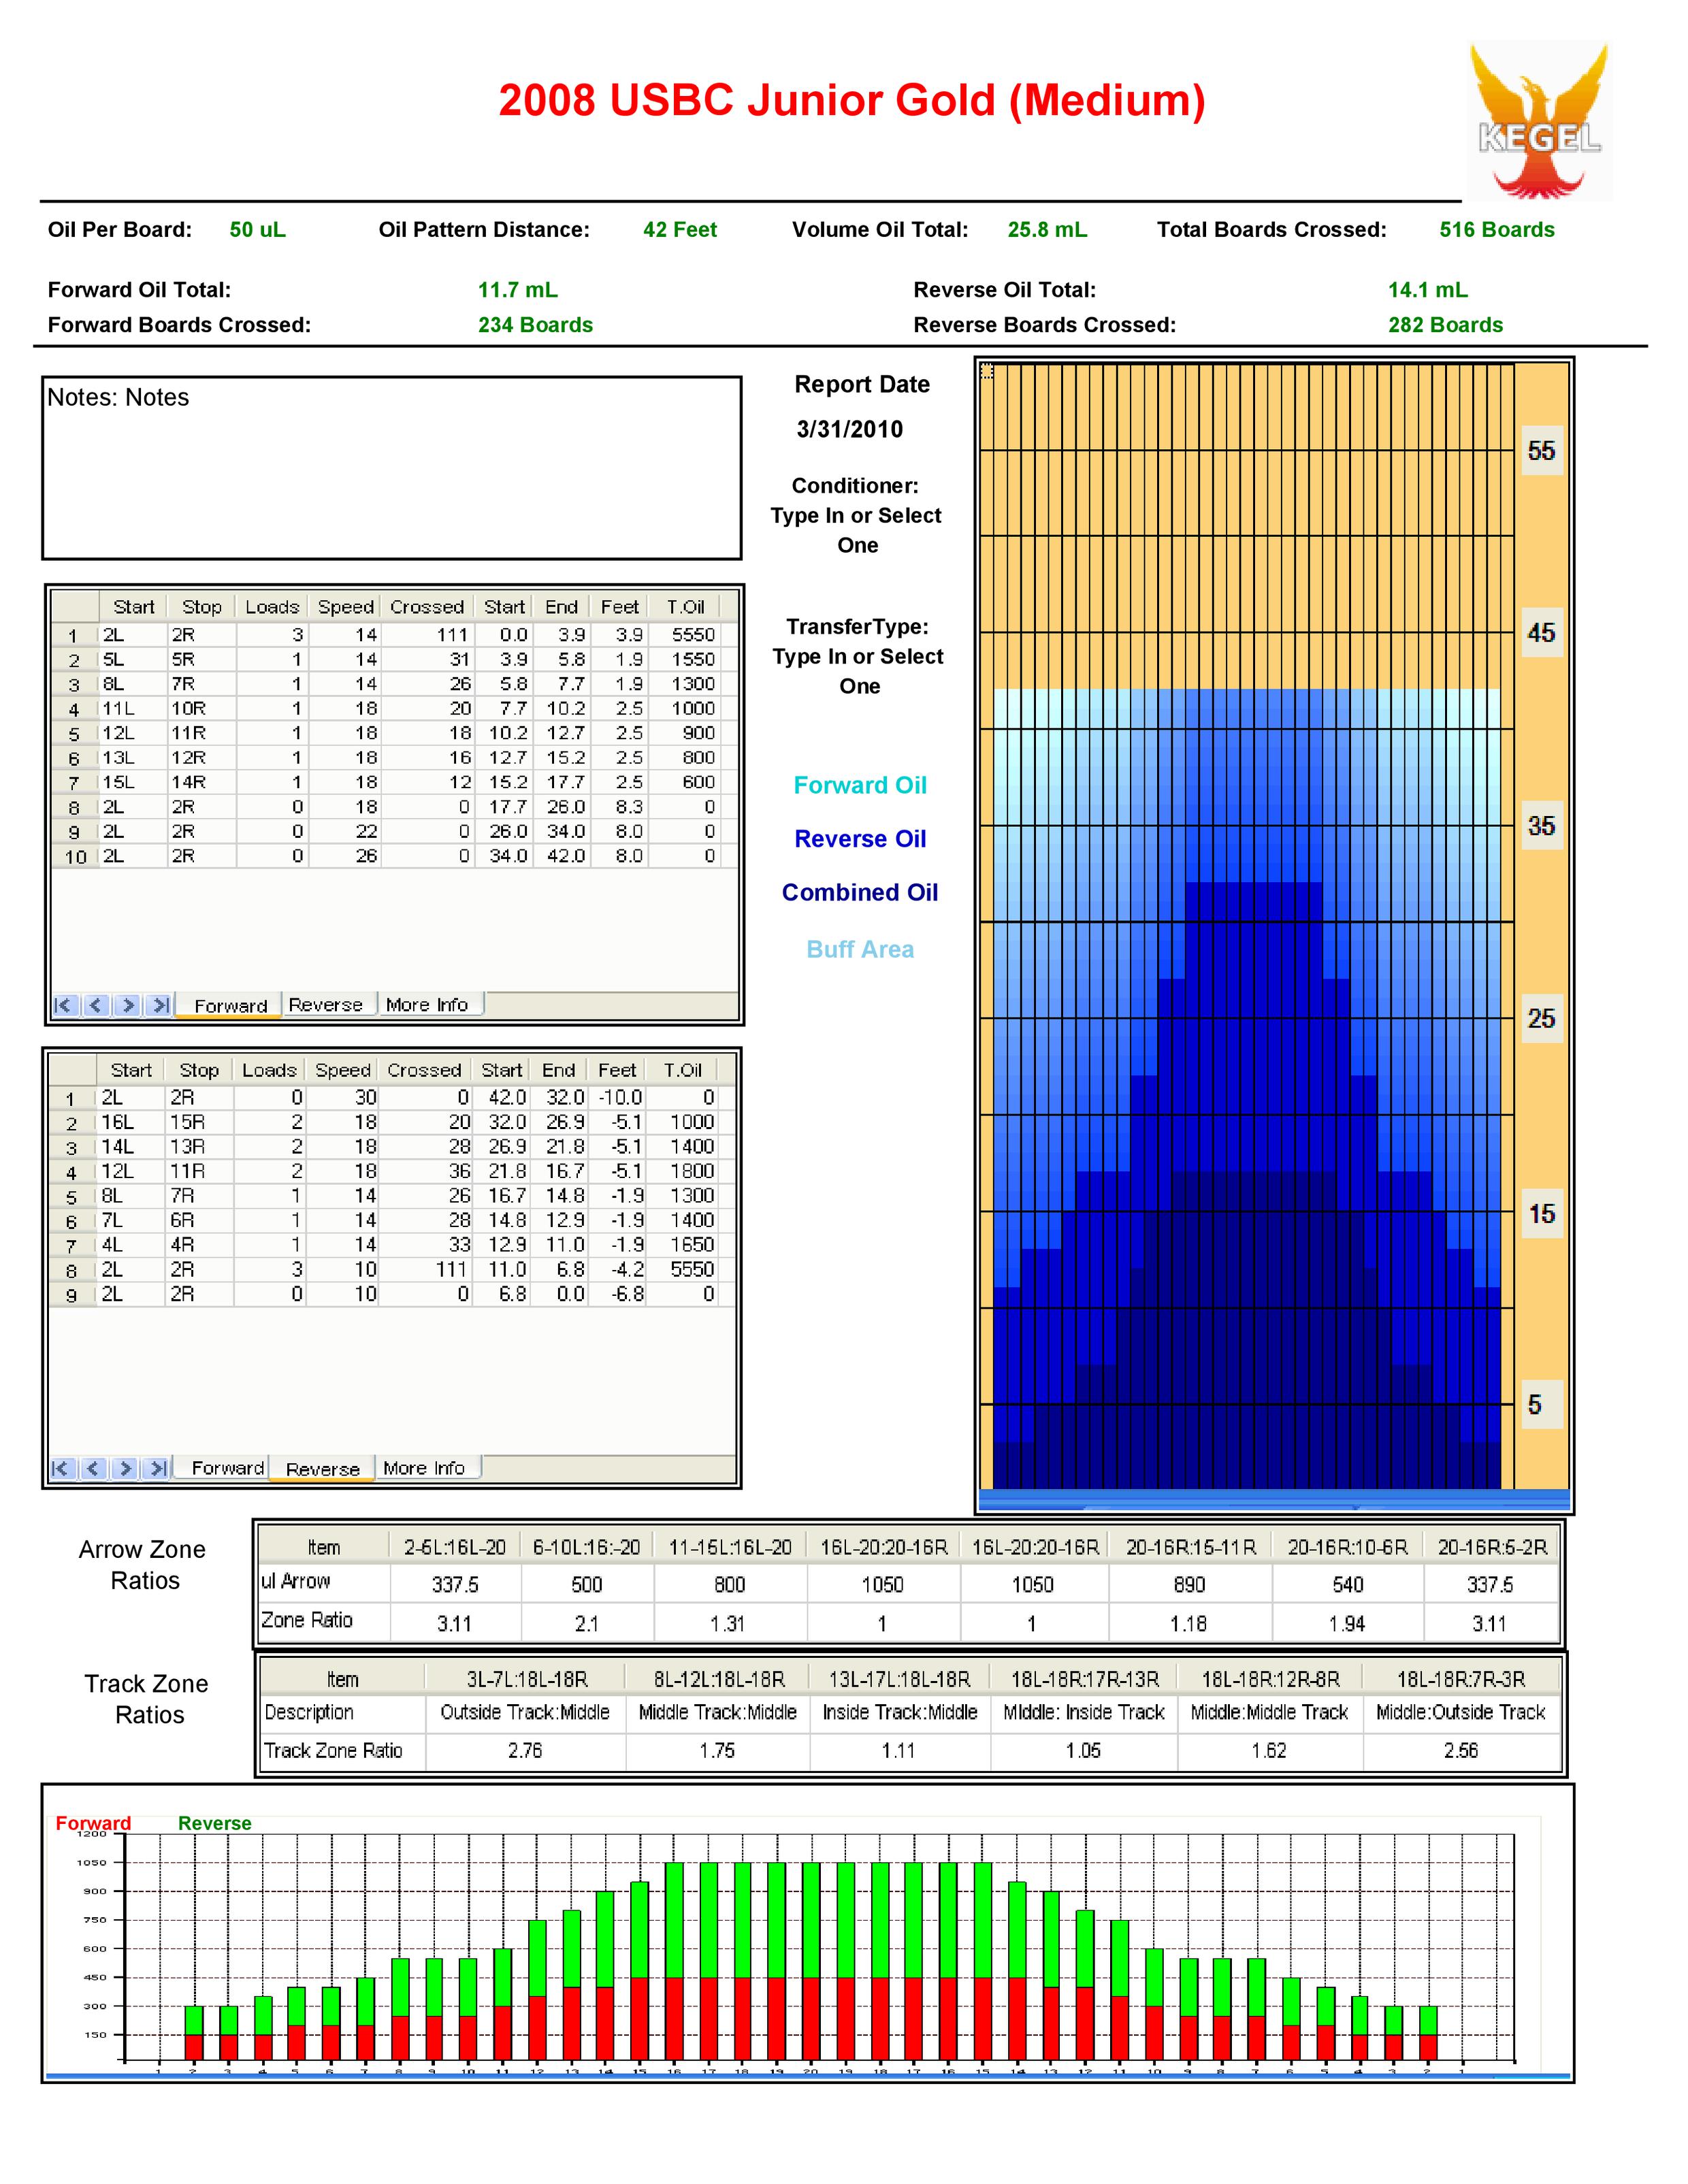 2008 USBC Junior Gold (Medium)
KEGEL
Oil Per Board: 50 uL Oil Pattern Distance: 42 Feet Volume Oil Total: 25.8 mL Total Boards Crossed: 516 Boards
Forward Oil Total: 11.7 mL Reverse Oil Total: 14.1 mL
Forward Boards Crossed: 234 Boards Reverse Boards Crossed: 282 Boards
Notes: Notes
Report Date
3/31/2010
Conditioner:
Type In or Select
One
TransferType:
Type In or Select
One
Forward Oil
Reverse Oil
Combined Oil
Buff Area
Start Stop Loads Speed Crossed Start End Feet T.Oil
1 2L 2R 3 14 111 0.0 3.9 3.9 5550
2 5L 5R 1 14 31 3.9 5.8 1.9 1550
3 8L 7R 1 14 26 5.8 7.7 1.9 1300
4 11L 10R 1 18 20 7.7 10.2 2.5 1000
5 12L 11R 1 18 18 10.2 12.7 2.5 900
6 13L 12R 1 18 16 12.7 15.2 2.5 800
7 15L 14R 1 18 12 15.2 17.7 2.5 600
8 2L 2R 0 18 0 17.7 26.0 8.3 0
9 2L 2R 0 22 0 26.0 34.0 8.0 0
10 2L 2R 0 26 0 34.0 42.0 8.0 0
Forward Reverse More Info
Start Stop Loads Speed Crossed Start End Feet T.Oil
1 2L 2R 0 30 0 42.0 32.0 -10.0 0
2 16L 15R 2 18 20 32.0 26.9 -5.1 1000
3 14L 13R 2 18 28 26.9 21.8 -5.1 1400
4 12L 11R 2 18 36 21.8 16.7 -5.1 1800
5 8L 7R 1 14 26 16.7 14.8 -1.9 1300
6 7L 6R 1 14 28 14.8 12.9 -1.9 1400
7 4L 4R 1 14 33 12.9 11.0 -1.9 1650
8 2L 2R 3 10 111 11.0 6.8 -4.2 5550
9 2L 2R 0 10 0 6.8 0.0 -6.8 0
Forward Reverse More Info
55
45
35
25
15
5
Arrow Zone
Ratios
Item 2-5L:16L-20 6-10L:16:-20 11-15L:16L-20 16L-20:20-16R 16L-20:20-16R 20-16R:15-11R 20-16R:10-6R 20-16R:5-2R
ul Arrow 337.5 500 800 1050 1050 890 540 337.5
Zone Ratio 3.11 2.1 1.31 1 1 1.18 1.94 3.11
Track Zone
Ratios
Item 3L-7L:18L-18R 8L-12L:18L-18R 13L-17L:18L-18R 18L-18R:17R-13R 18L-18R:12R-8R 18L-18R:7R-3R
Description Outside Track:Middle Middle Track:Middle Inside Track:Middle MIddle: Inside Track Middle:Middle Track Middle:Outside Track
Track Zone Ratio 2.76 1.75 1.11 1.05 1.62 2.56
Forward Reverse
1200
1050
900
750
600
450
300
150
1 2 3 4 5 6 7 8 9 10 11 12 13 14 15 16 17 18 19 20 19 18 17 16 15 14 13 12 11 10 9 8 7 6 5 4 3 2 1